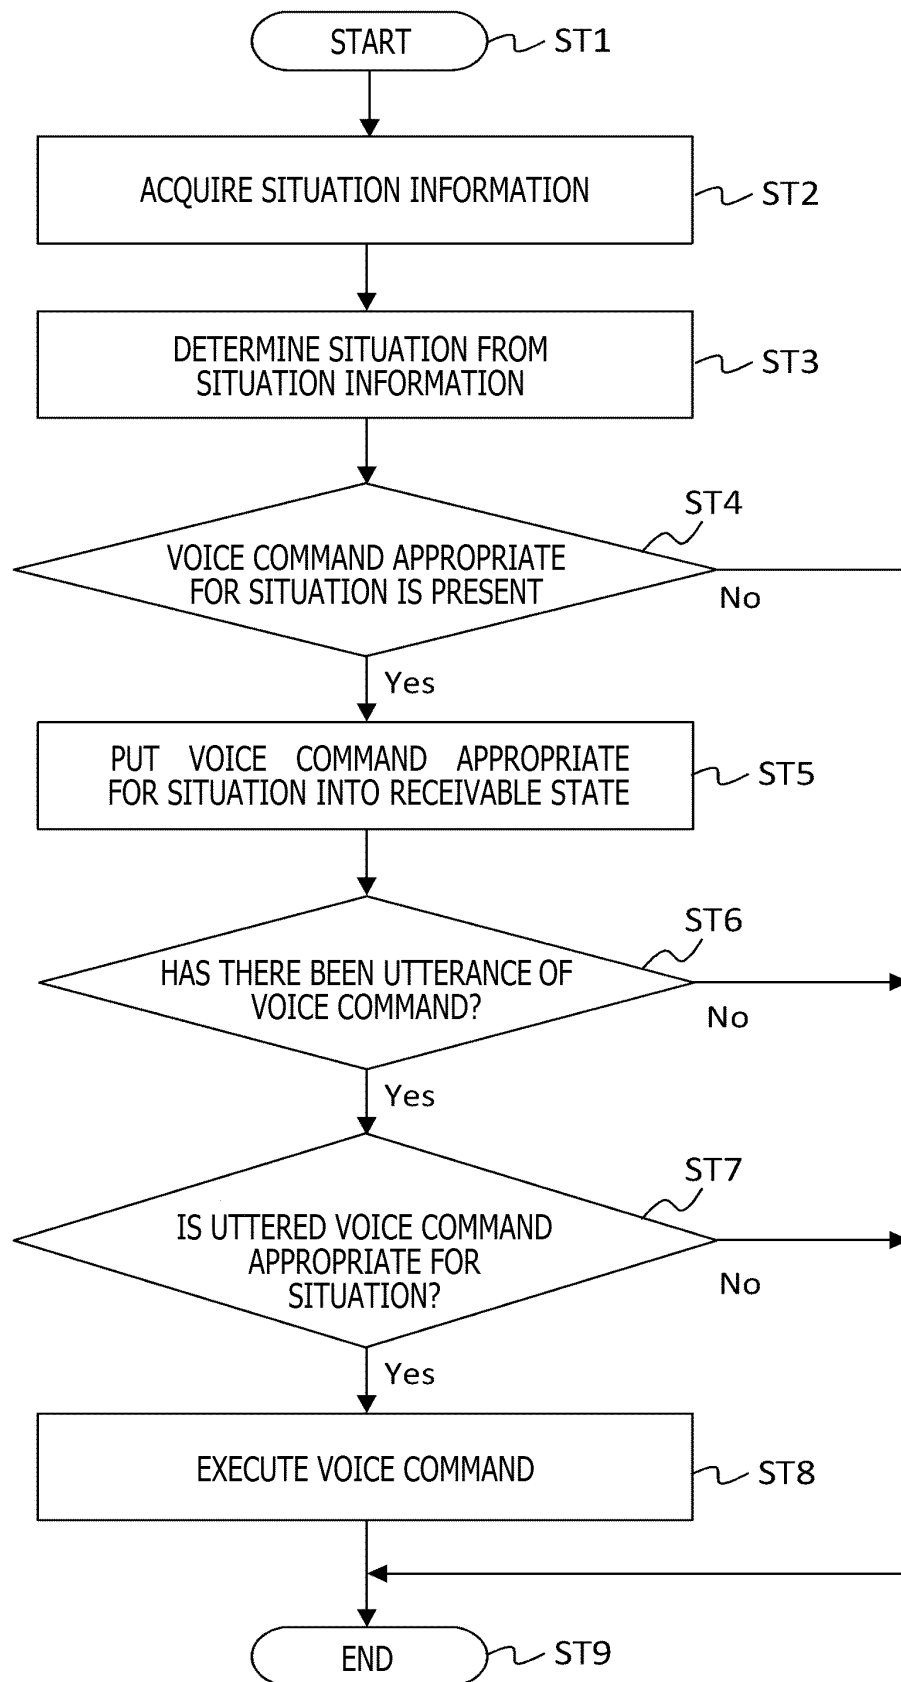 START
ST1
ACQUIRE SITUATION INFORMATION
ST2
DETERMINE SITUATION FROM
SITUATION INFORMATION
ST3
ST4
VOICE COMMAND APPROPRIATE
FOR SITUATION IS PRESENT
No
Yes
PUT VOICE COMMAND APPROPRIATE
FOR SITUATION INTO RECEIVABLE STATE
ST5
ST6
HAS THERE BEEN UTTERANCE OF
VOICE COMMAND?
No
Yes
ST7
IS UTTERED VOICE COMMAND
APPROPRIATE FOR
SITUATION?
No
Yes
EXECUTE VOICE COMMAND
ST8
END
ST9